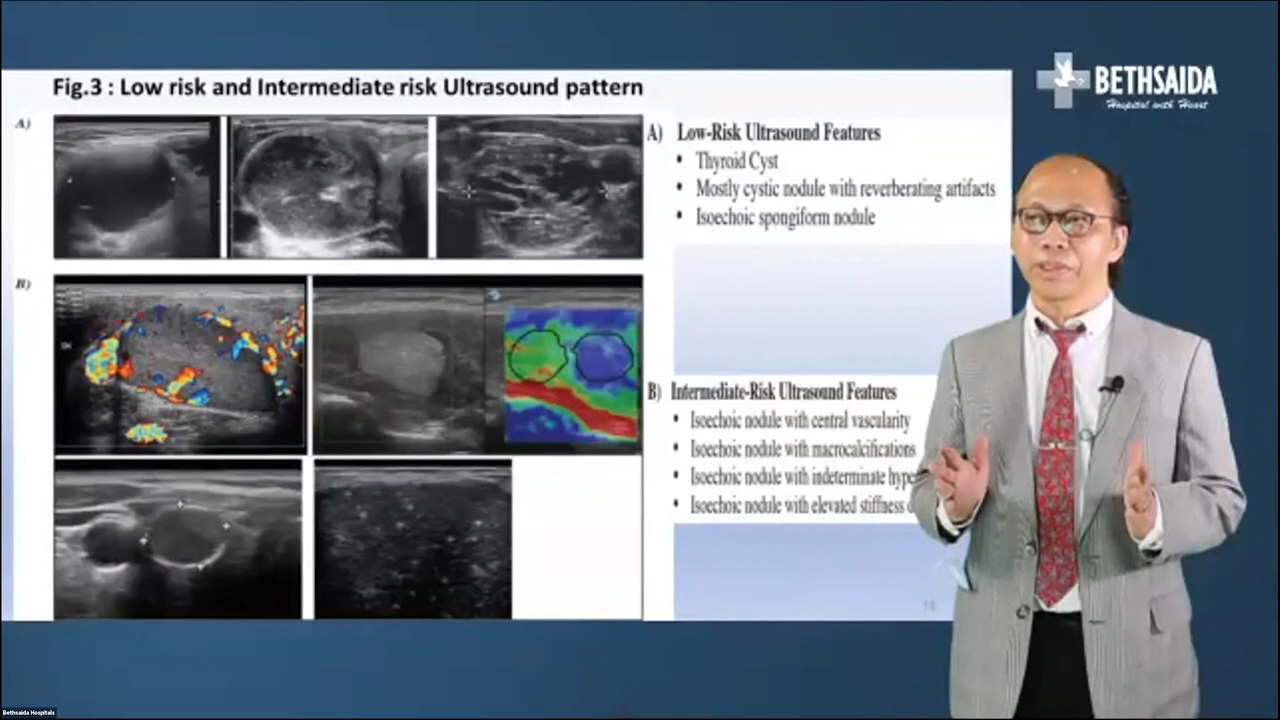 Fig.3 : Low risk and Intermediate risk Ultrasound pattern
BETHSAIDA
Hospital with Heart
A)
A) Low-Risk Ultrasound Features
• Thyroid Cyst
• Mostly cystic nodule with reverberating artifacts
• Isoechoic spongiform nodule
B)
B) Intermediate-Risk Ultrasound Features
• Isoechoic nodule with central vascularity
• Isoechoic nodule with macrocalcifications
• Isoechoic nodule with indeterminate hype
• Isoechoic nodule with elevated stiffness
Bethsaida Hospitals